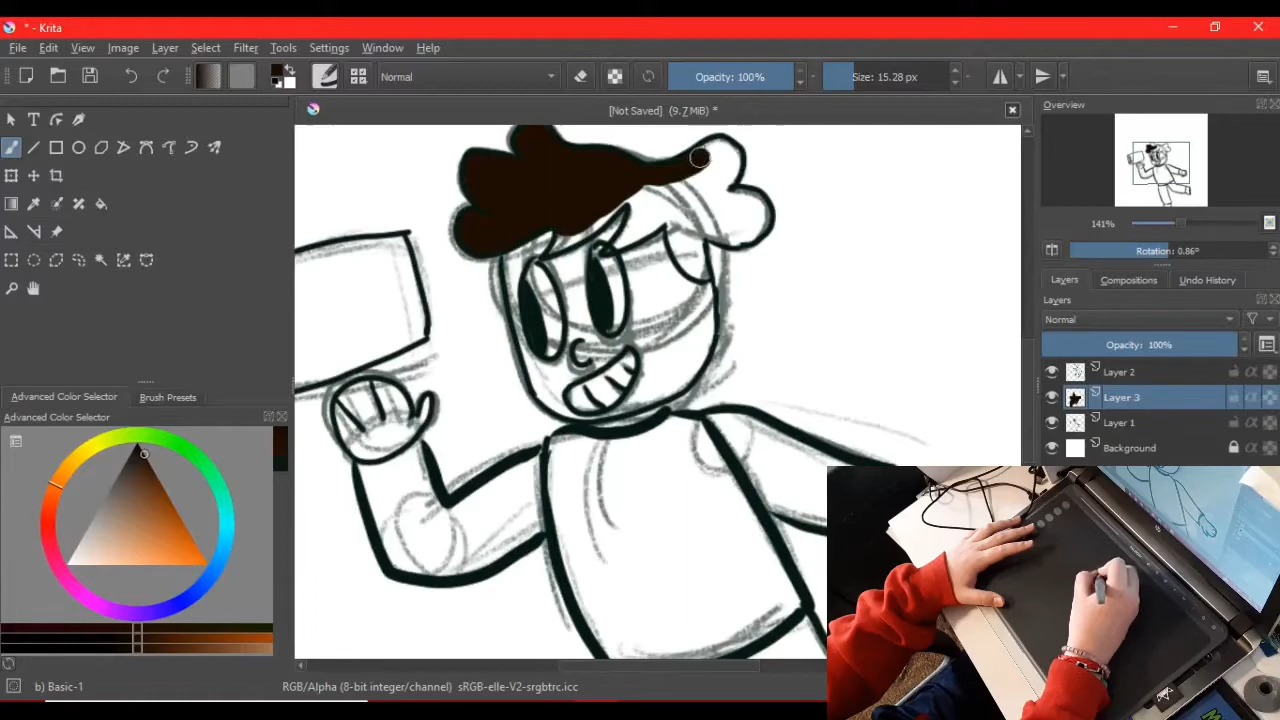 * - Krita
File Edit View Image Layer Select Filter Tools Settings Window Help
Normal Opacity: 100% Size: 15.28 px
[Not Saved] (9.7 MiB) *
Overview
141%
Rotation: 0.86°
Layers Compositions Undo History
Layers
Normal
Opacity: 100%
Layer 2
Layer 3
Layer 1
Background
Advanced Color Selector Brush Presets
Advanced Color Selector
b) Basic-1 RGB/Alpha (8-bit integer/channel) sRGB-elle-V2-srgbtrc.icc